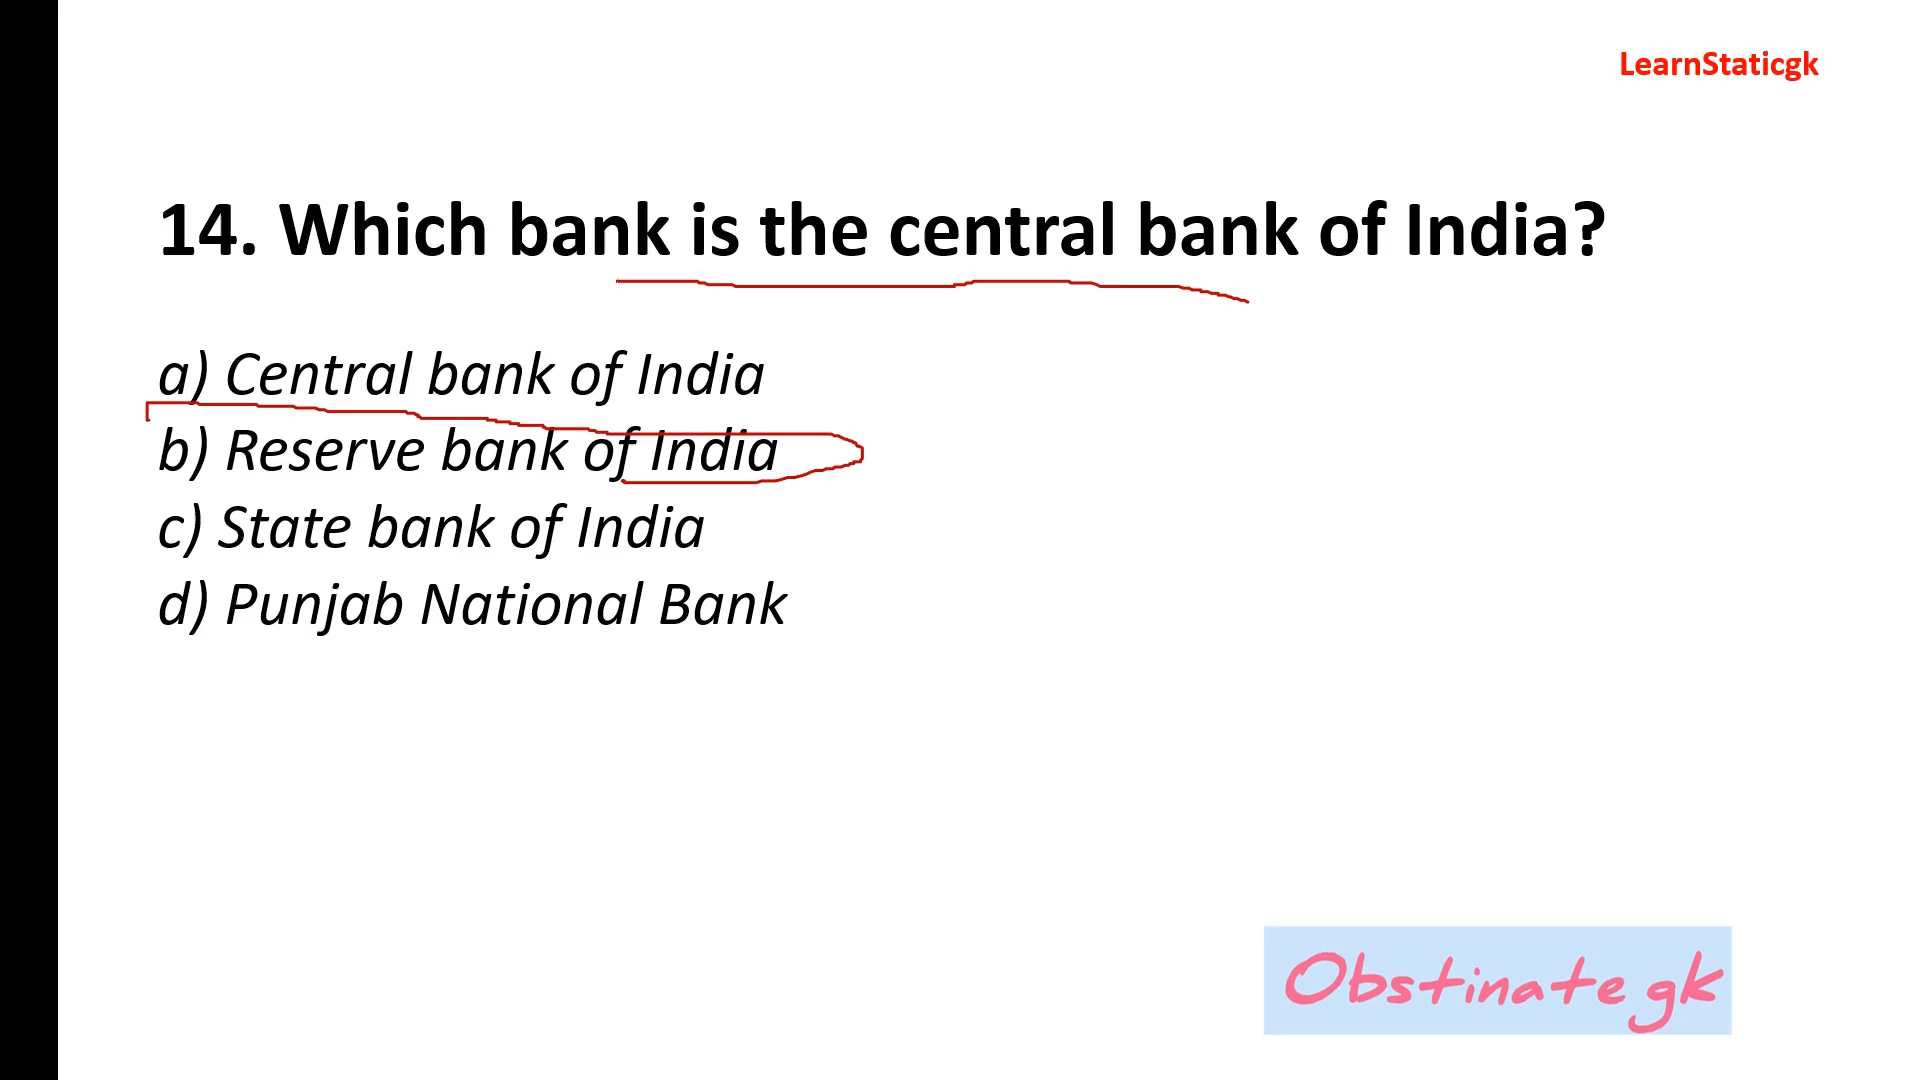 LearnStaticgk
14. Which bank is the central bank of India?
a) Central bank of India
b) Reserve bank of India
c) State bank of India
d) Punjab National Bank
Obstinate gk